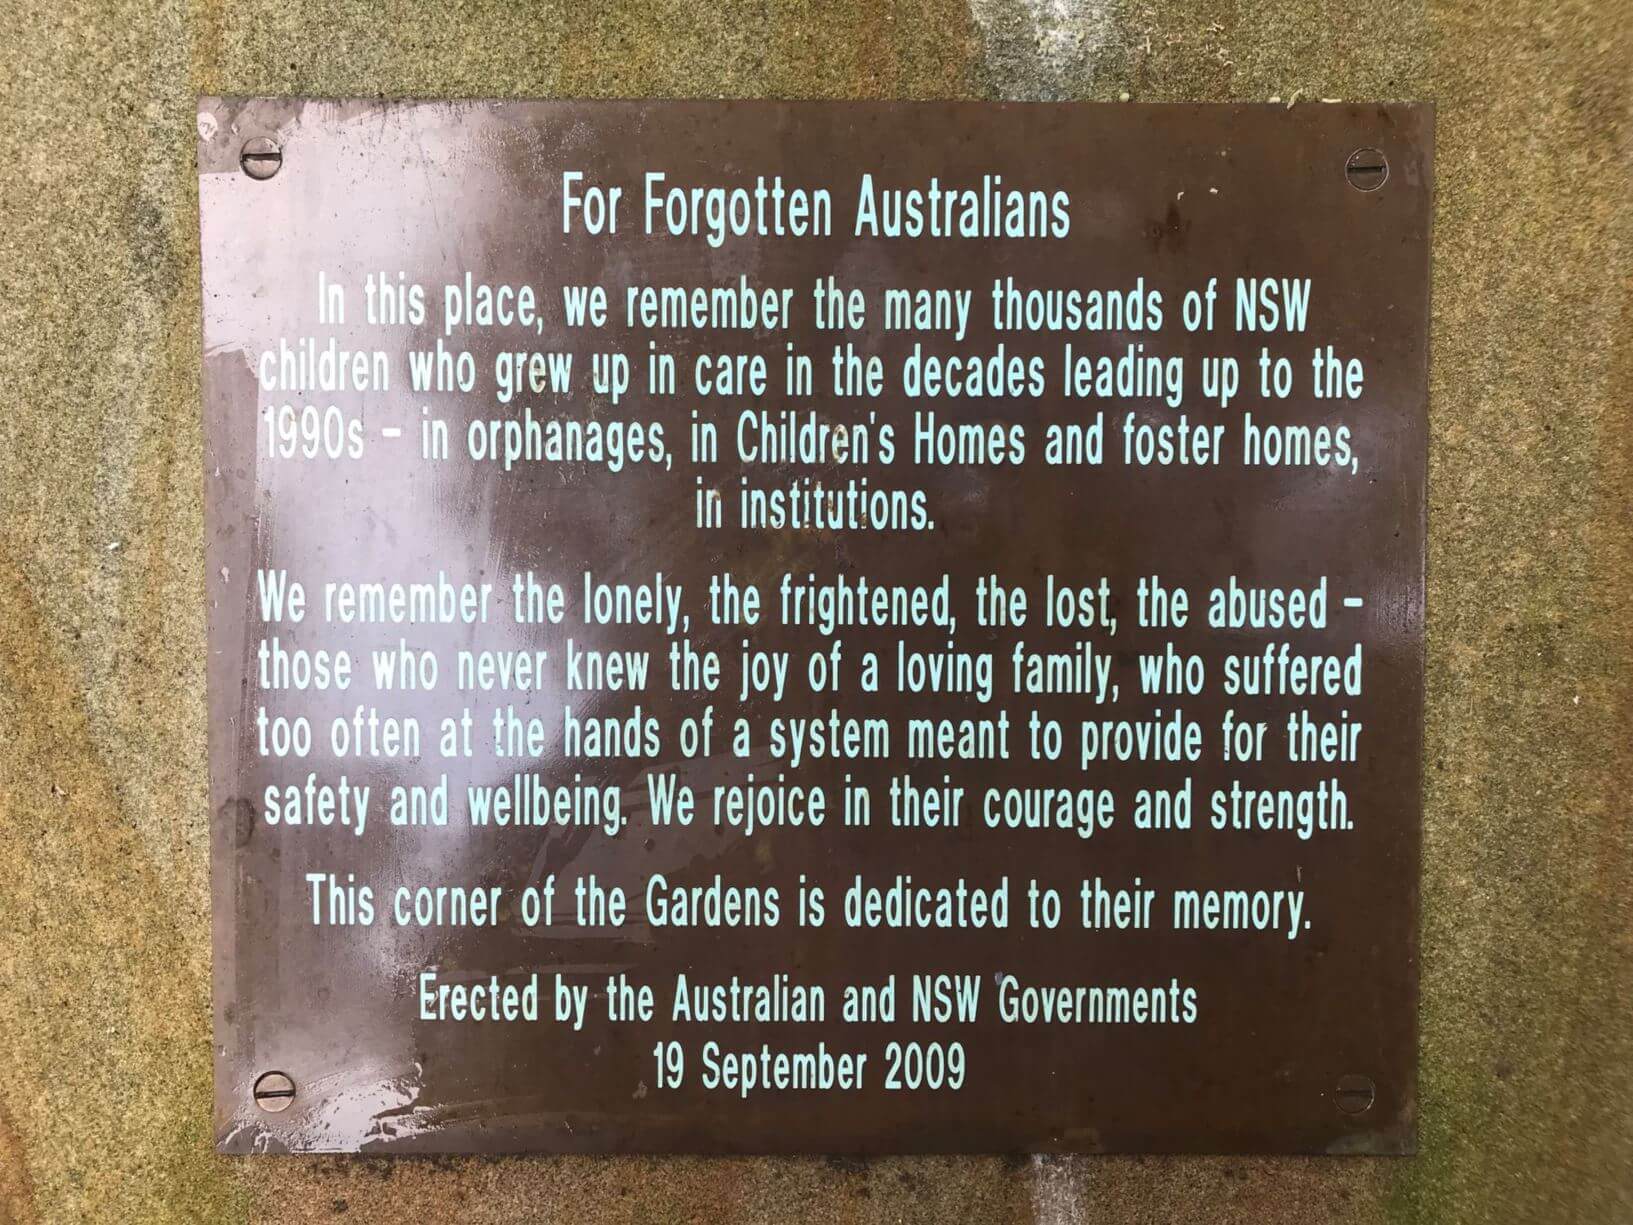 For Forgotten Australians
In this place, we remember the many thousands of NSW
children who grew up in care in the decades leading up to the
1990s - in orphanages, in Children's Homes and foster homes,
in institutions.
We remember the lonely, the frightened, the lost, the abused -
those who never knew the joy of a loving family, who suffered
too often at the hands of a system meant to provide for their
safety and wellbeing. We rejoice in their courage and strength.
This corner of the Gardens is dedicated to their memory.
Erected by the Australian and NSW Governments
19 September 2009